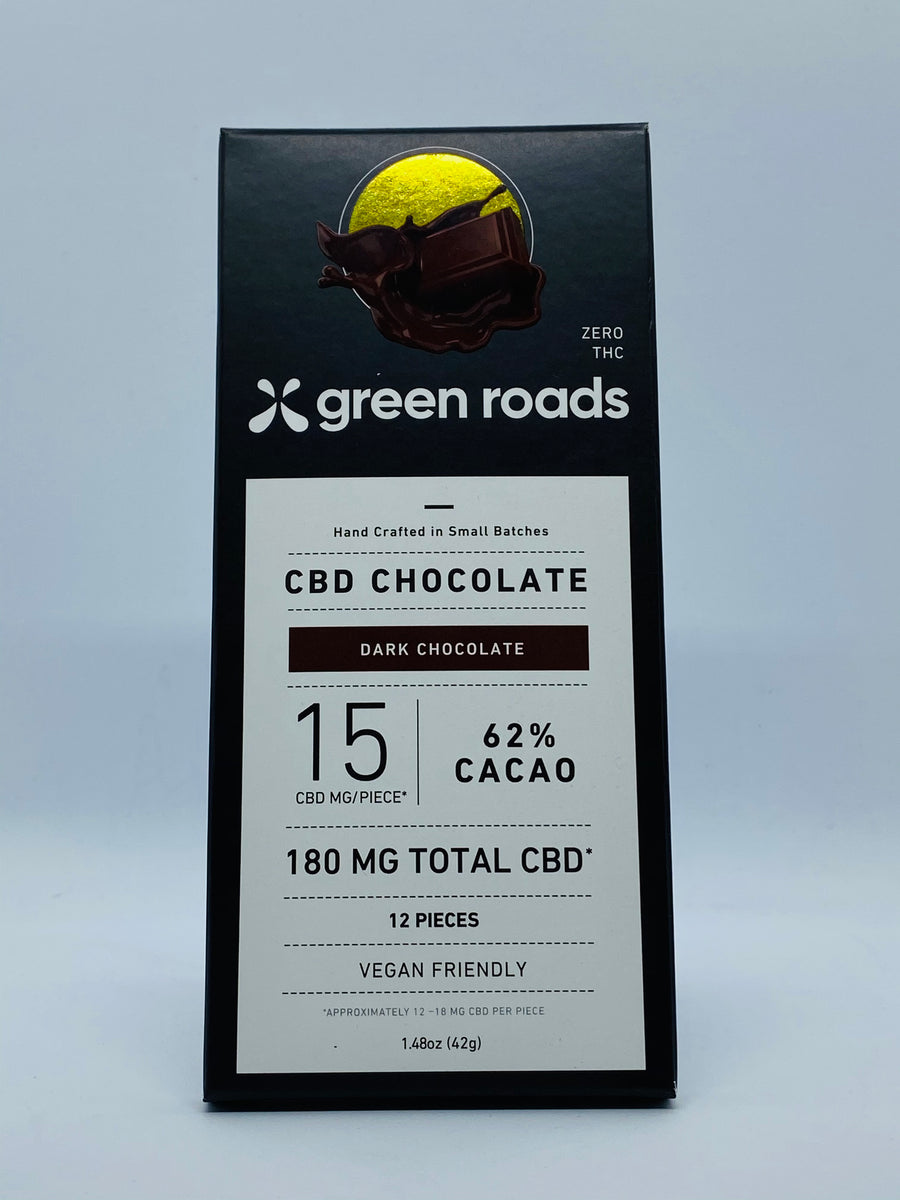 ZERO
THC
green roads
Hand Crafted in Small Batches
CBD CHOCOLATE
DARK CHOCOLATE
15
CBD MG/PIECE*
62%
CACAO
180 MG TOTAL CBD*
12 PIECES
VEGAN FRIENDLY
*APPROXIMATELY 12 –18 MG CBD PER PIECE
1.48oz (42g)